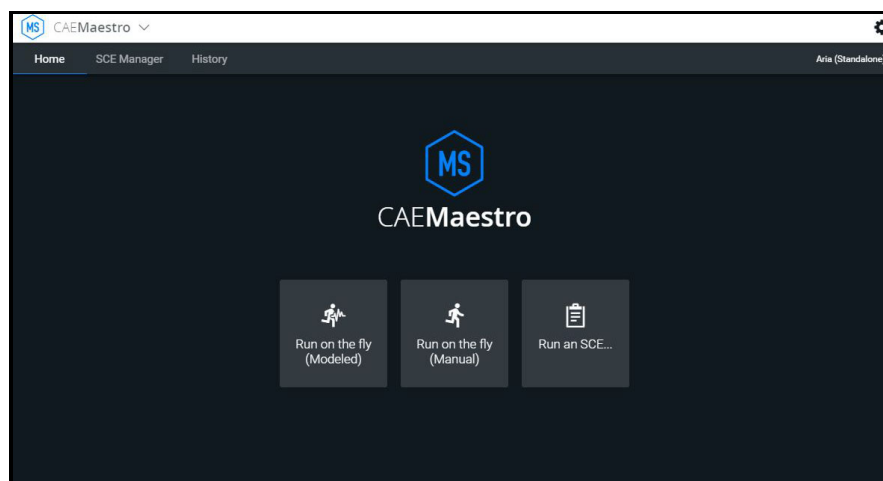 MS CAEMaestro
Home SCE Manager History Aria (Standalone)
MS
CAEMaestro
Run on the fly
(Modeled)
Run on the fly
(Manual)
Run an SCE...